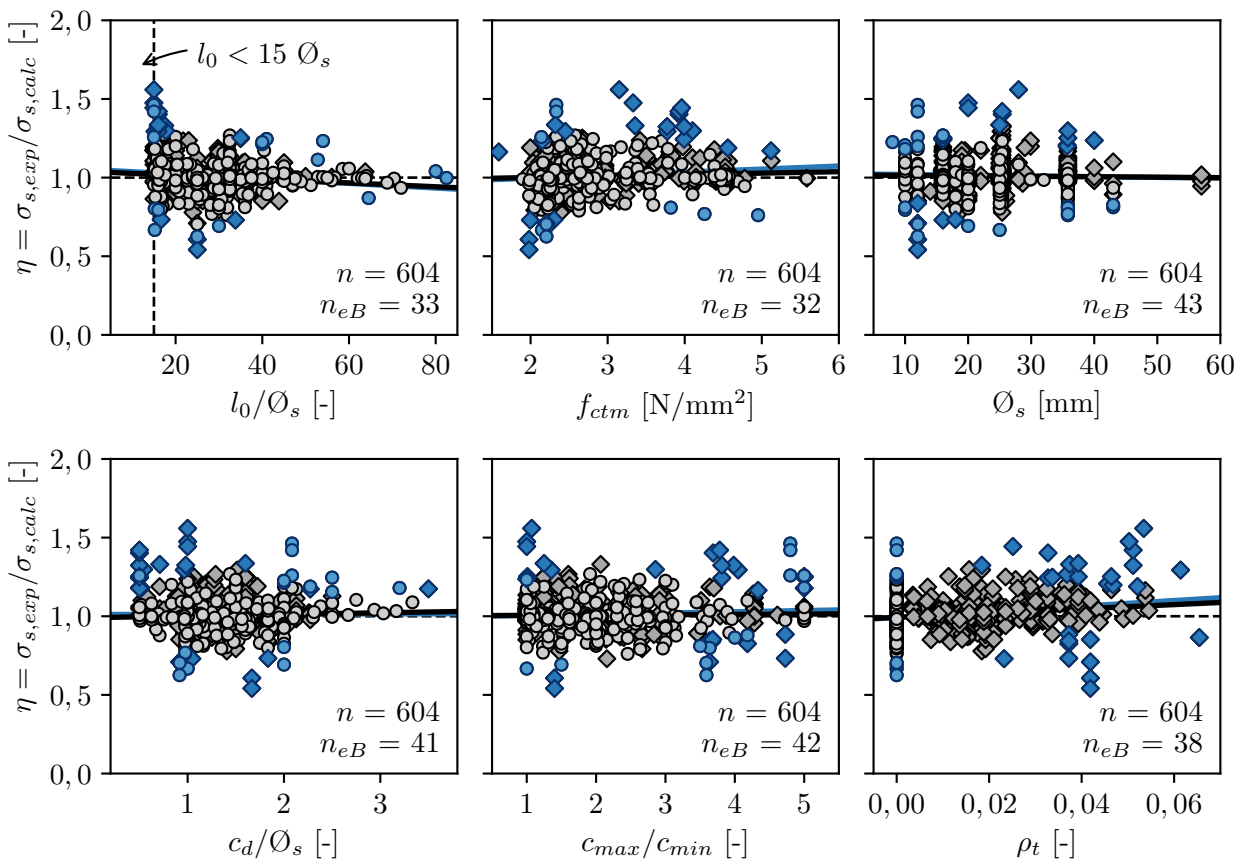 η = σs,exp/σs,calc [-]
2,0
1,5
1,0
0,5
0,0
l0 < 15 Øs
n = 604
neB = 33
20 40 60 80
l0/Øs [-]
n = 604
neB = 32
2 3 4 5 6
fctm [N/mm²]
n = 604
neB = 43
10 20 30 40 50 60
Øs [mm]
η = σs,exp/σs,calc [-]
2,0
1,5
1,0
0,5
0,0
n = 604
neB = 41
1 2 3
cd/Øs [-]
n = 604
neB = 42
1 2 3 4 5
cmax/cmin [-]
n = 604
neB = 38
0,00 0,02 0,04 0,06
ρt [-]